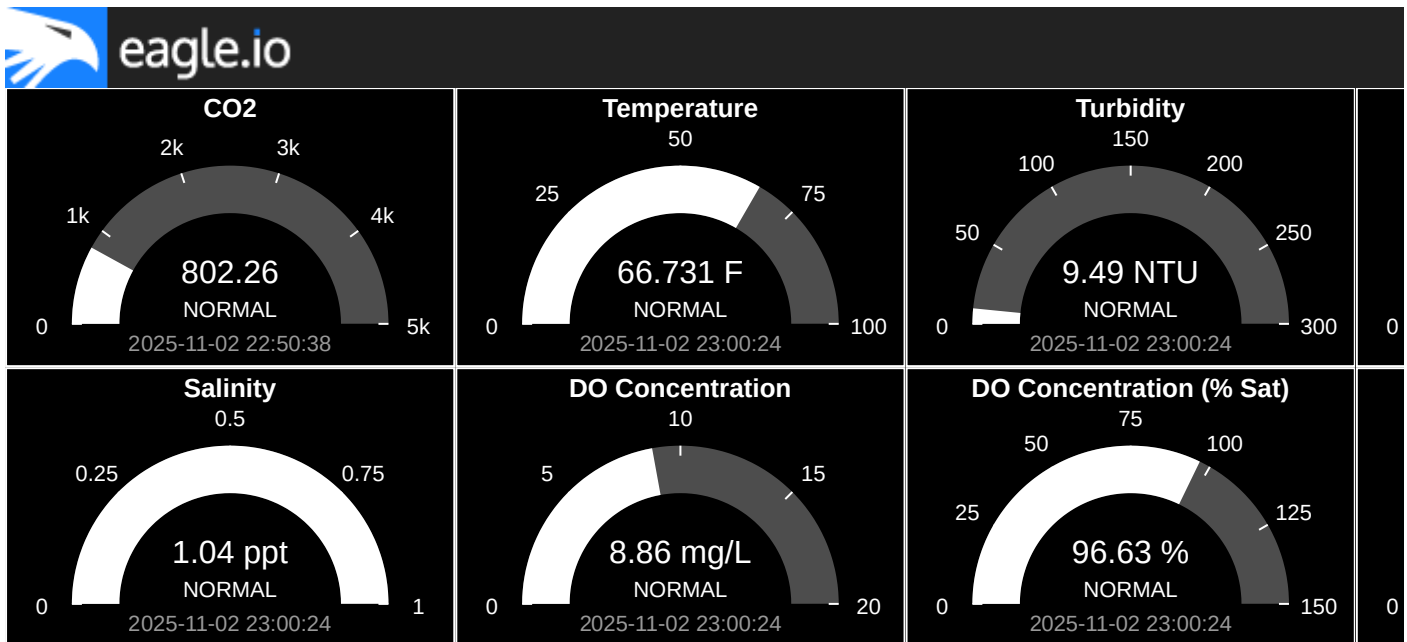 eagle.io
CO2
0
1k
2k
3k
4k
5k
802.26
NORMAL
2025-11-02 22:50:38
Temperature
0
25
50
75
100
66.731 F
NORMAL
2025-11-02 23:00:24
Turbidity
0
50
100
150
200
250
300
9.49 NTU
NORMAL
2025-11-02 23:00:24
0
Salinity
0
0.25
0.5
0.75
1
1.04 ppt
NORMAL
2025-11-02 23:00:24
DO Concentration
0
5
10
15
20
8.86 mg/L
NORMAL
2025-11-02 23:00:24
DO Concentration (% Sat)
0
25
50
75
100
125
150
96.63 %
NORMAL
2025-11-02 23:00:24
0